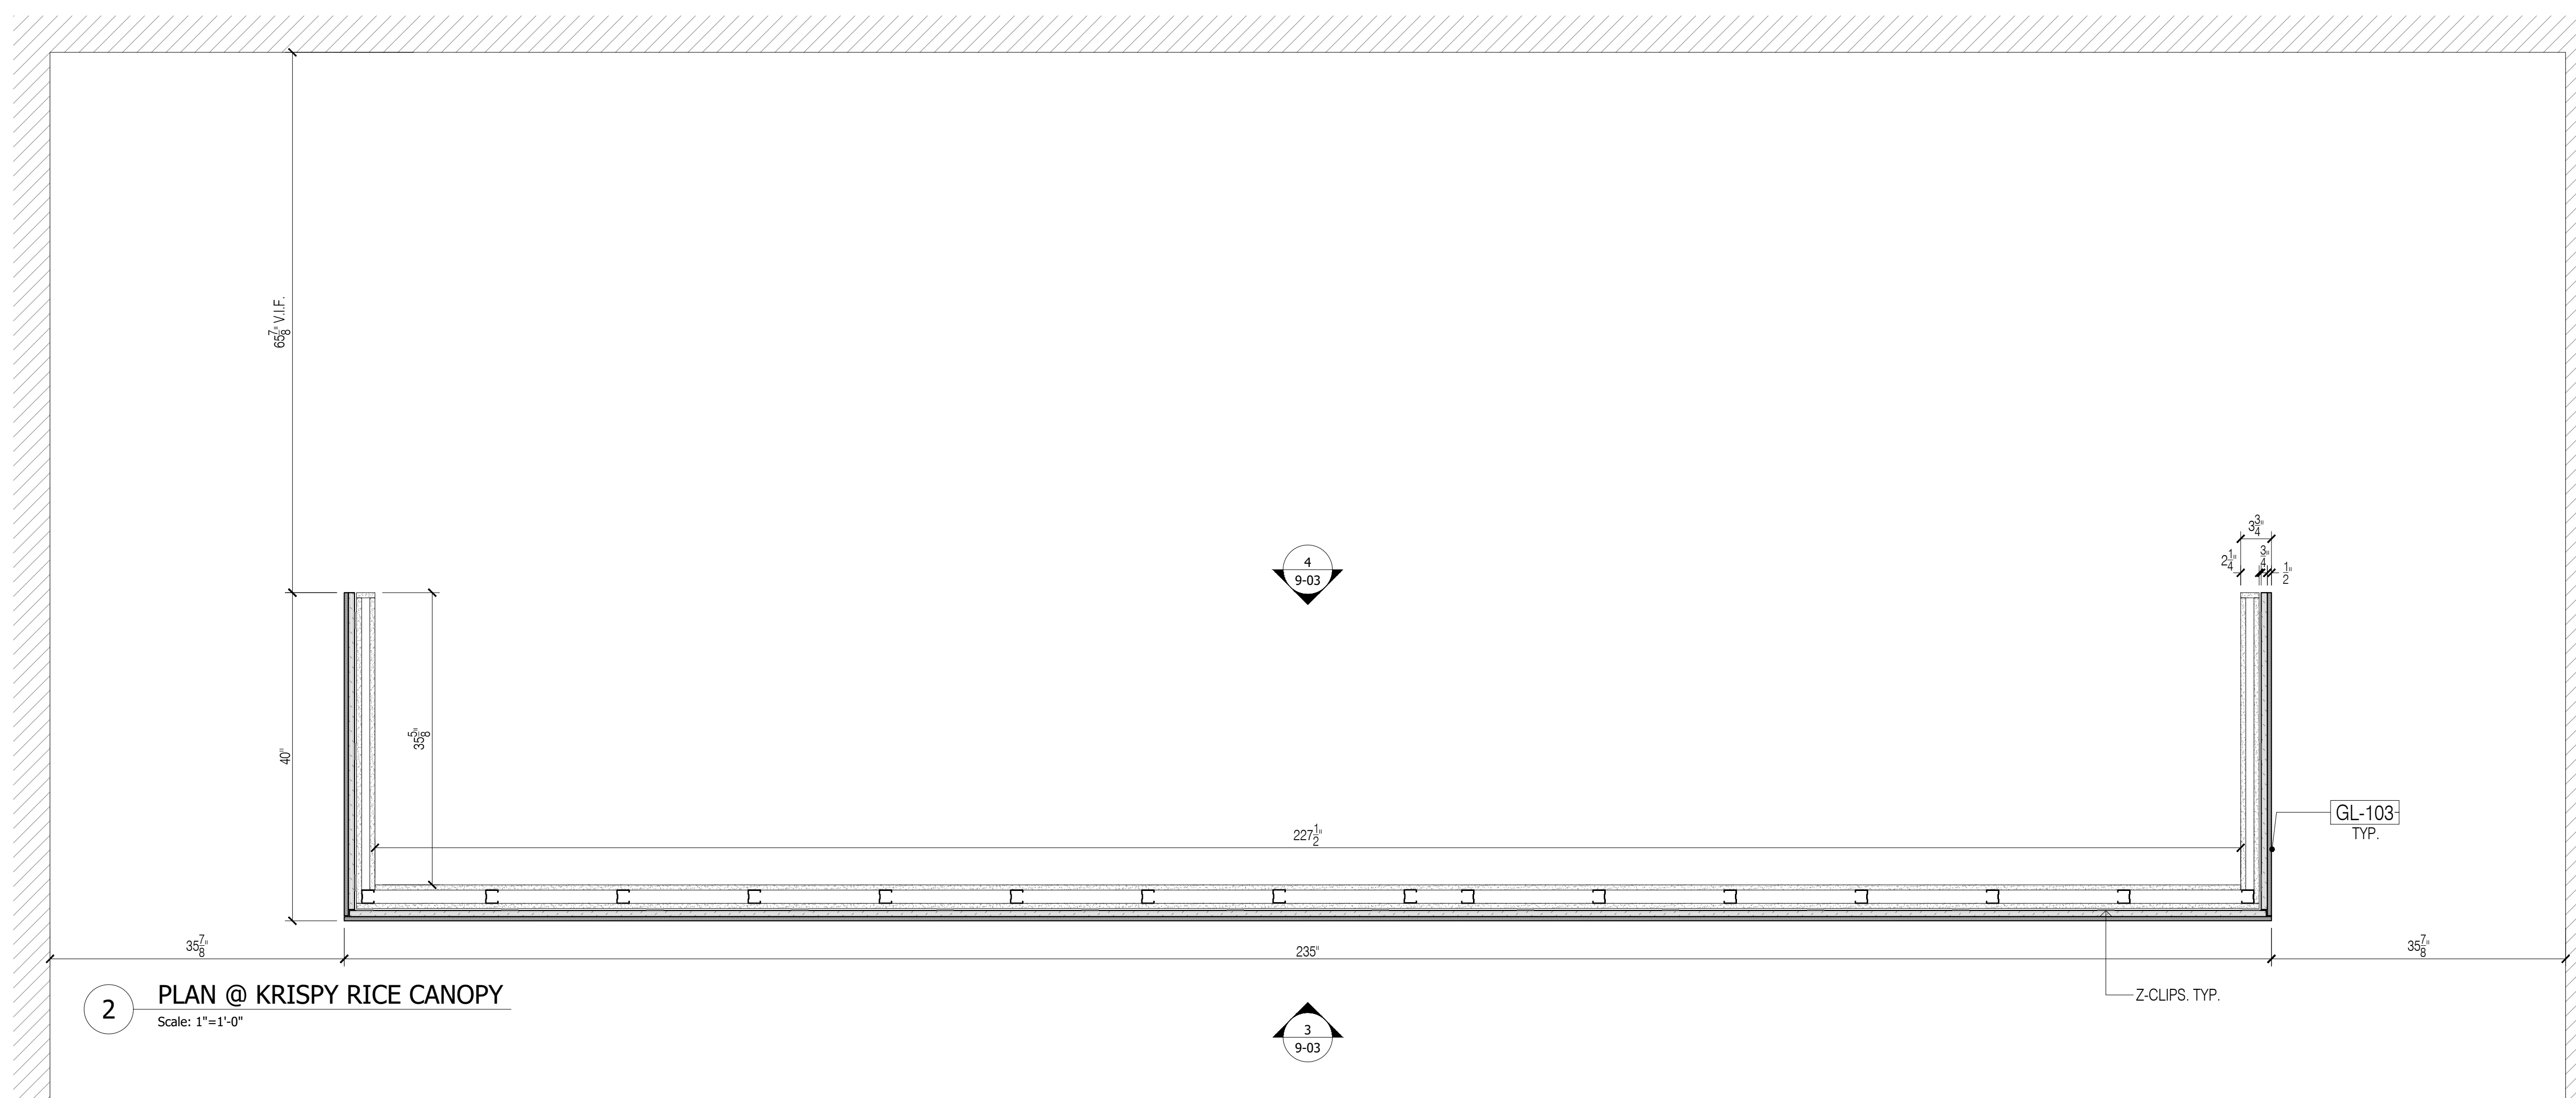 65 7/8" V.I.F.
3 3/4"
2 1/4"
3/4"
1/2"
4
9-03
40"
35 5/8"
227 1/2"
GL-103
TYP.
35 7/8"
235"
35 7/8"
Z-CLIPS. TYP.
2
PLAN @ KRISPY RICE CANOPY
Scale: 1"=1'-0"
3
9-03